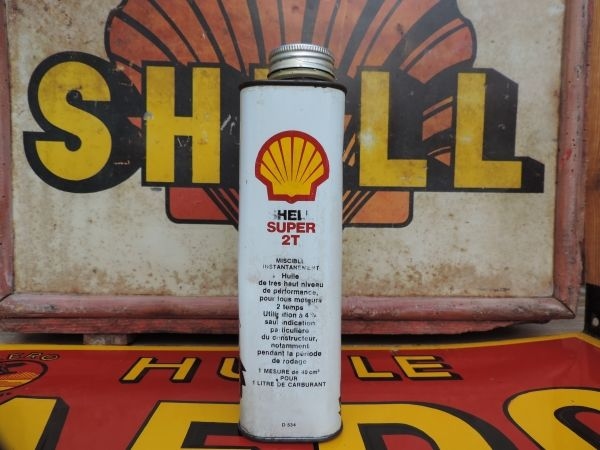 SHELL
HEL
SUPER
2T
MISCIBLE
INSTANTANEMENT
Huile
de très haut niveau
de performance,
pour tous moteurs
2 temps
Utilisation à 4%
sauf indication
particulière
du constructeur,
notamment
pendant la période
de rodage
1 MESURE de 40 cm³
POUR
1 LITRE DE CARBURANT
D 534
HUILE